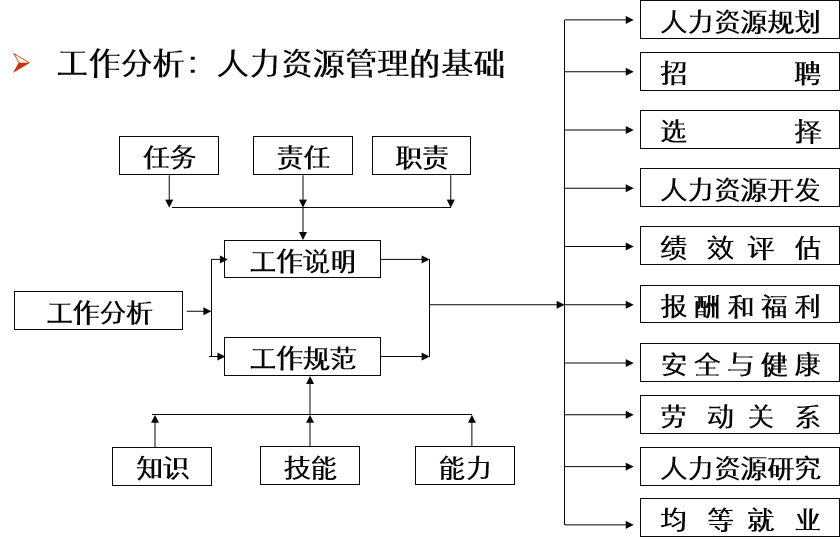 工作分析：人力资源管理的基础
任务
责任
职责
工作说明
工作分析
工作规范
知识
技能
能力
人力资源规划
招聘
选择
人力资源开发
绩效评估
报酬和福利
安全与健康
劳动关系
人力资源研究
均等就业